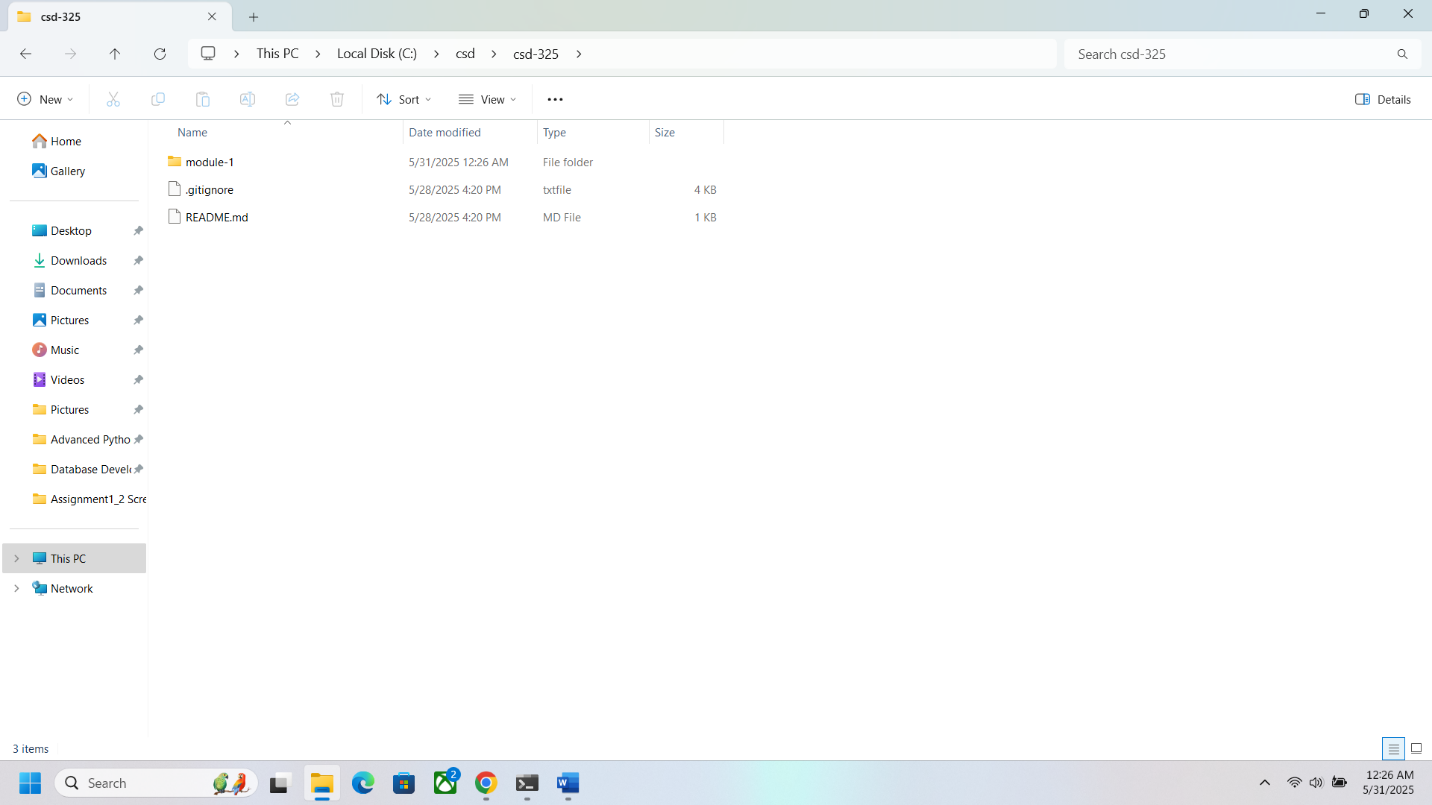 csd-325
This PC Local Disk (C:) csd csd-325
Search csd-325
New Sort View Details
Name Date modified Type Size
module-1 5/31/2025 12:26 AM File folder
.gitignore 5/28/2025 4:20 PM txtfile 4 KB
README.md 5/28/2025 4:20 PM MD File 1 KB
Home
Gallery
Desktop
Downloads
Documents
Pictures
Music
Videos
Pictures
Advanced Pytho
Database Devel
Assignment1_2 Scre
This PC
Network
3 items
Search
2
12:26 AM
5/31/2025